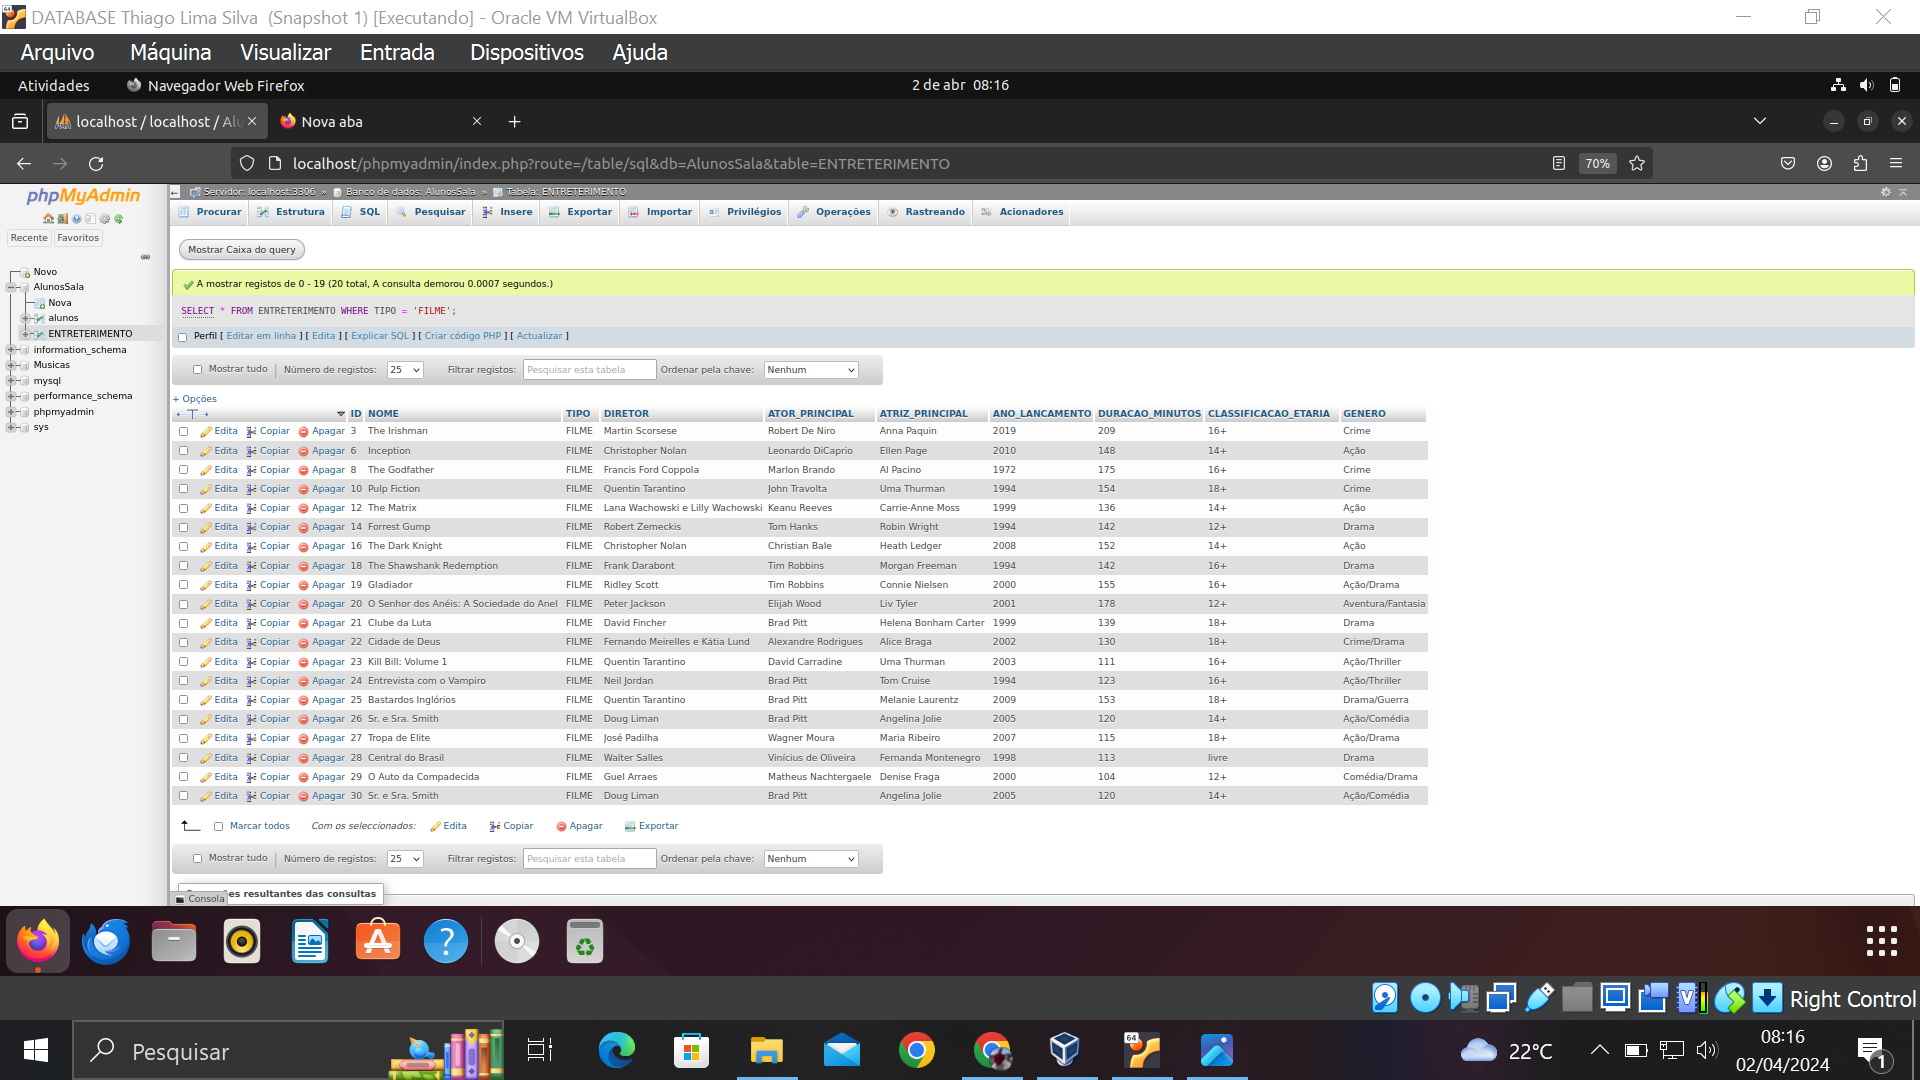 DATABASE Thiago Lima Silva (Snapshot 1) [Executando] - Oracle VM VirtualBox
Arquivo Máquina Visualizar Entrada Dispositivos Ajuda
Atividades Navegador Web Firefox 2 de abr 08:16
localhost / localhost / Alu Nova aba
localhost/phpmyadmin/index.php?route=/table/sql&db=AlunosSala&table=ENTRETERIMENTO 70%
phpMyAdmin
Recente Favoritos
Novo
AlunosSala
Nova
alunos
ENTRETERIMENTO
information_schema
Musicas
mysql
performance_schema
phpmyadmin
sys
Servidor: localhost:3306 » Banco de dados: AlunosSala » Tabela: ENTRETERIMENTO
Procurar Estrutura SQL Pesquisar Insere Exportar Importar Privilégios Operações Rastreando Acionadores
Mostrar Caixa do query
A mostrar registos de 0 - 19 (20 total, A consulta demorou 0.0007 segundos.)
SELECT * FROM ENTRETERIMENTO WHERE TIPO = 'FILME';
Perfil [ Editar em linha ] [ Edita ] [ Explicar SQL ] [ Criar código PHP ] [ Actualizar ]
Mostrar tudo Número de registos: 25 Filtrar registos: Pesquisar esta tabela Ordenar pela chave: Nenhum
+ Opções
ID NOME TIPO DIRETOR ATOR_PRINCIPAL ATRIZ_PRINCIPAL ANO_LANCAMENTO DURACAO_MINUTOS CLASSIFICACAO_ETARIA GENERO
Edita Copiar Apagar 3 The Irishman FILME Martin Scorsese Robert De Niro Anna Paquin 2019 209 16+ Crime
Edita Copiar Apagar 6 Inception FILME Christopher Nolan Leonardo DiCaprio Ellen Page 2010 148 14+ Ação
Edita Copiar Apagar 8 The Godfather FILME Francis Ford Coppola Marlon Brando Al Pacino 1972 175 16+ Crime
Edita Copiar Apagar 10 Pulp Fiction FILME Quentin Tarantino John Travolta Uma Thurman 1994 154 18+ Crime
Edita Copiar Apagar 12 The Matrix FILME Lana Wachowski e Lilly Wachowski Keanu Reeves Carrie-Anne Moss 1999 136 14+ Ação
Edita Copiar Apagar 14 Forrest Gump FILME Robert Zemeckis Tom Hanks Robin Wright 1994 142 12+ Drama
Edita Copiar Apagar 16 The Dark Knight FILME Christopher Nolan Christian Bale Heath Ledger 2008 152 14+ Ação
Edita Copiar Apagar 18 The Shawshank Redemption FILME Frank Darabont Tim Robbins Morgan Freeman 1994 142 16+ Drama
Edita Copiar Apagar 19 Gladiador FILME Ridley Scott Tim Robbins Connie Nielsen 2000 155 16+ Ação/Drama
Edita Copiar Apagar 20 O Senhor dos Anéis: A Sociedade do Anel FILME Peter Jackson Elijah Wood Liv Tyler 2001 178 12+ Aventura/Fantasia
Edita Copiar Apagar 21 Clube da Luta FILME David Fincher Brad Pitt Helena Bonham Carter 1999 139 18+ Drama
Edita Copiar Apagar 22 Cidade de Deus FILME Fernando Meirelles e Kátia Lund Alexandre Rodrigues Alice Braga 2002 130 18+ Crime/Drama
Edita Copiar Apagar 23 Kill Bill: Volume 1 FILME Quentin Tarantino David Carradine Uma Thurman 2003 111 16+ Ação/Thriller
Edita Copiar Apagar 24 Entrevista com o Vampiro FILME Neil Jordan Brad Pitt Tom Cruise 1994 123 16+ Ação/Thriller
Edita Copiar Apagar 25 Bastardos Inglórios FILME Quentin Tarantino Brad Pitt Melanie Laurentz 2009 153 18+ Drama/Guerra
Edita Copiar Apagar 26 Sr. e Sra. Smith FILME Doug Liman Brad Pitt Angelina Jolie 2005 120 14+ Ação/Comédia
Edita Copiar Apagar 27 Tropa de Elite FILME José Padilha Wagner Moura Maria Ribeiro 2007 115 18+ Ação/Drama
Edita Copiar Apagar 28 Central do Brasil FILME Walter Salles Vinícius de Oliveira Fernanda Montenegro 1998 113 livre Drama
Edita Copiar Apagar 29 O Auto da Compadecida FILME Guel Arraes Matheus Nachtergaele Denise Fraga 2000 104 12+ Comédia/Drama
Edita Copiar Apagar 30 Sr. e Sra. Smith FILME Doug Liman Brad Pitt Angelina Jolie 2005 120 14+ Ação/Comédia
Marcar todos Com os seleccionados: Edita Copiar Apagar Exportar
Mostrar tudo Número de registos: 25 Filtrar registos: Pesquisar esta tabela Ordenar pela chave: Nenhum
es resultantes das consultas
Consola
Right Control
Pesquisar 64 22°C 08:16
02/04/2024 1